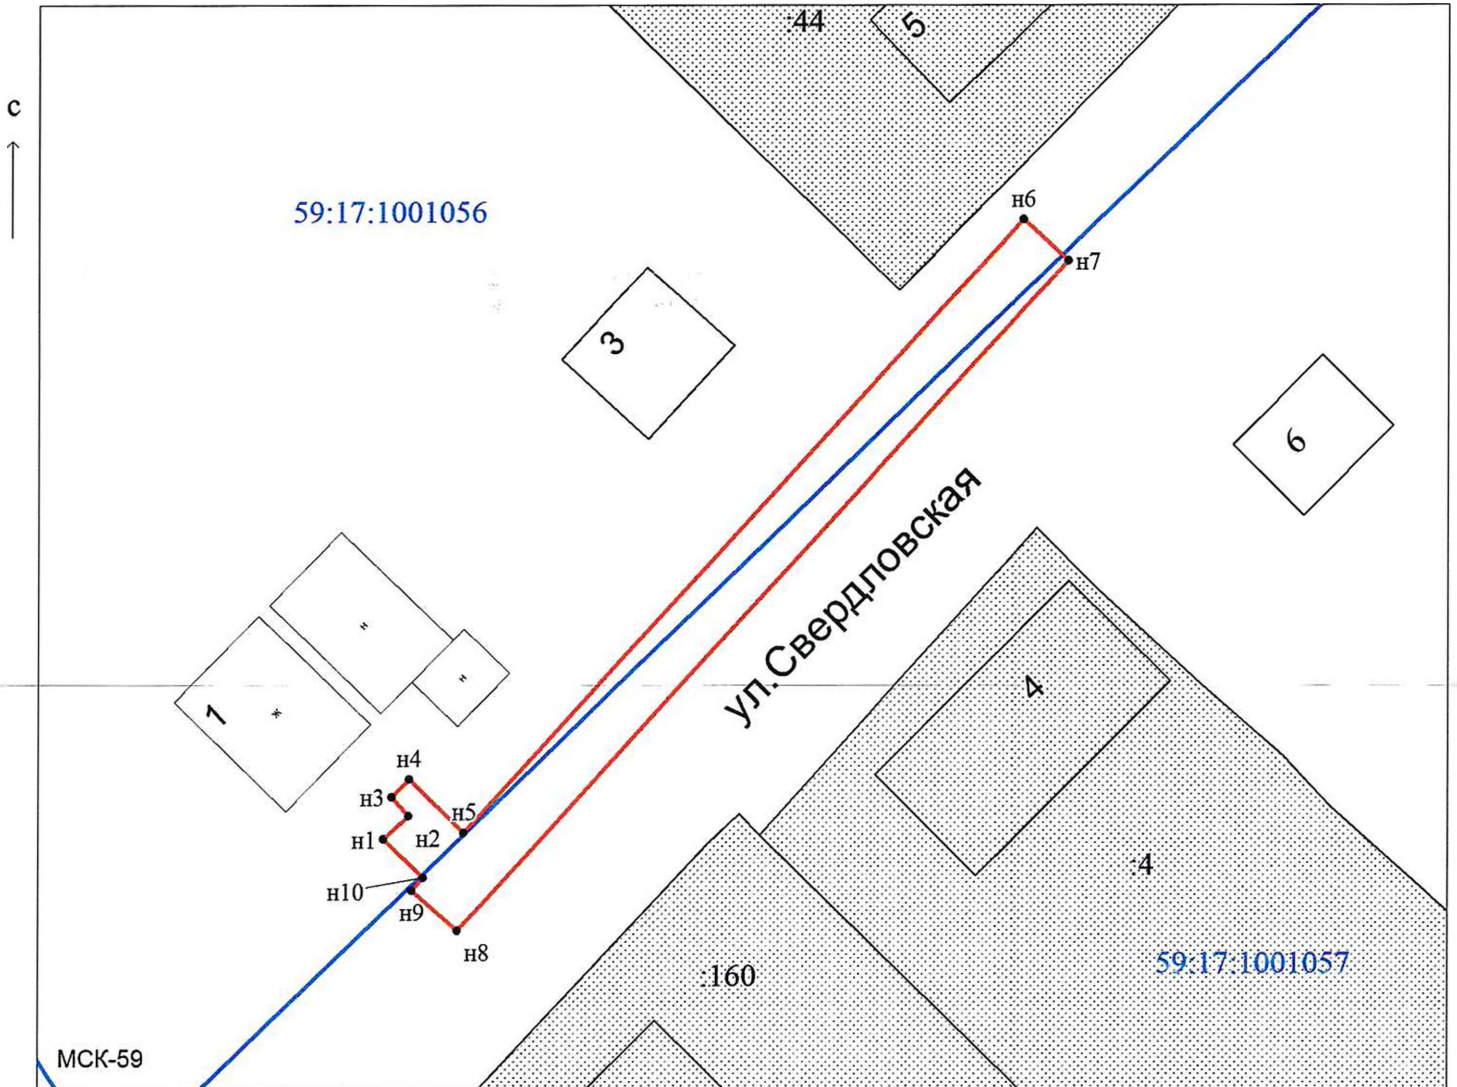 :44
5
с
н6
59:17:1001056
н7
3
6
ул.Свердловская
н
н
4
1
ж
н4
н3
н5
н1
н2
:4
н10
н9
н8
59:17:1001057
:160
МСК-59